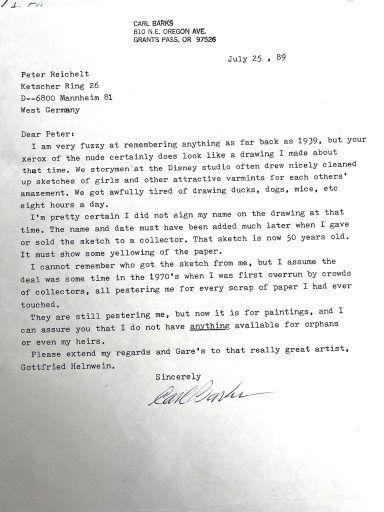 CARL BARKS
810 N.E. OREGON AVE.
GRANTS PASS, OR 97526
July 25 , 89
Peter Reichelt
Ketscher Ring 26
D--6800 Mannheim 81
West Germany
Dear Peter:
I am very fuzzy at remembering anything as far back as 1939, but your
xerox of the nude certainly does look like a drawing I made about
that time. We storymen at the Disney studio often drew nicely cleaned
up sketches of girls and other attractive varmints for each others'
amazement. We got awfully tired of drawing ducks, dogs, mice, etc
eight hours a day.
I'm pretty certain I did not sign my name on the drawing at that
time. The name and date must have been added much later when I gave
or sold the sketch to a collector. That sketch is now 50 years old.
It must show some yellowing of the paper.
I cannot remember who got the sketch from me, but I assume the
deal was some time in the 1970's when I was first overrun by crowds
of collectors, all pestering me for every scrap of paper I had ever
touched.
They are still pestering me, but now it is for paintings, and I
can assure you that I do not have anything available for orphans
or even my heirs.
Please extend my regards and Gare's to that really great artist,
Gottfried Helnwein.
Sincerely
Carl Barks